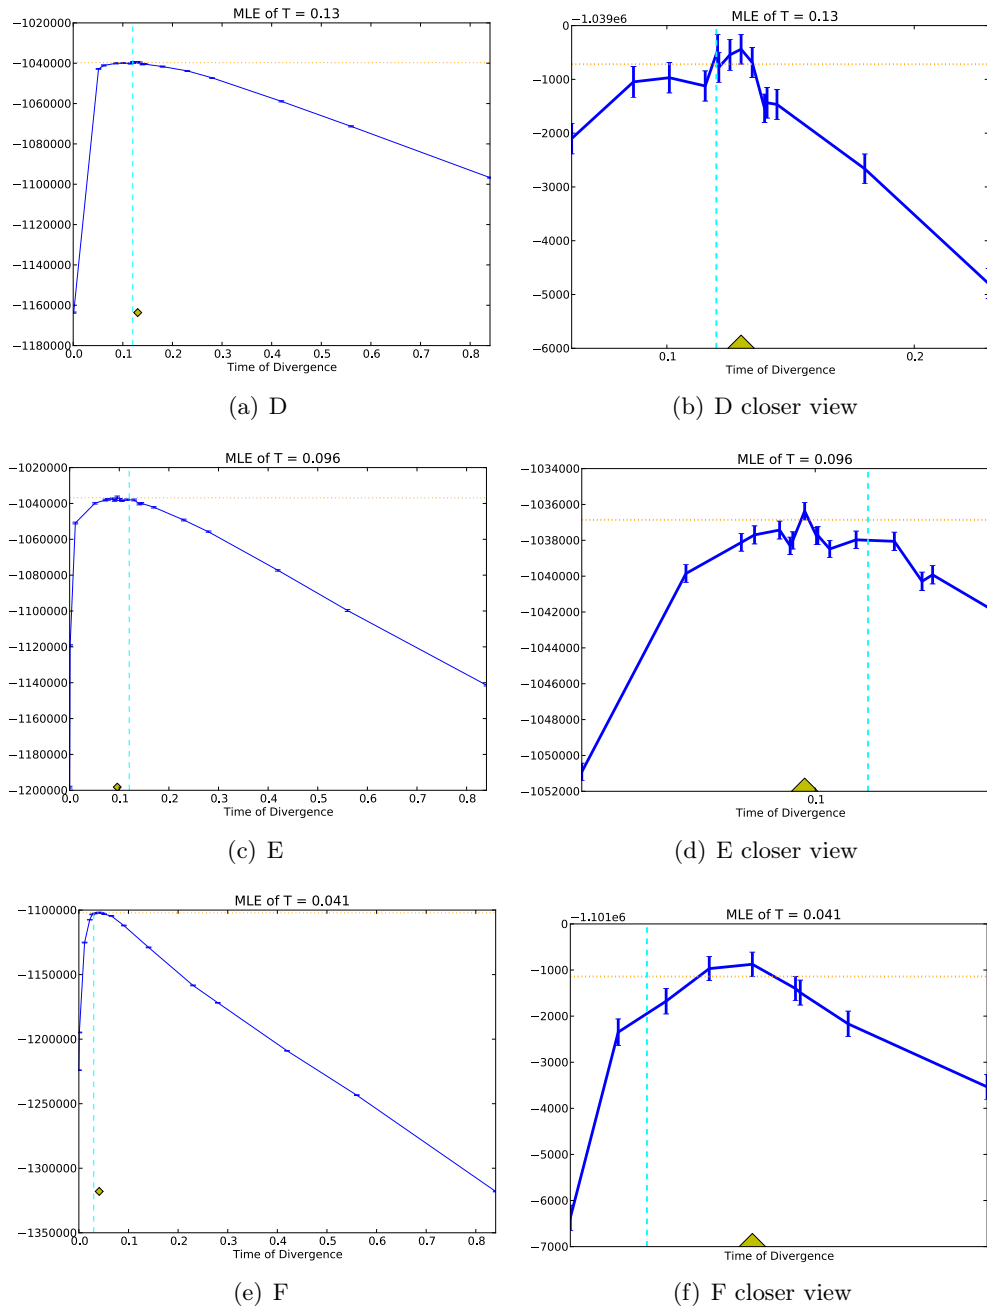 MLE of T = 0.13
−1020000
−1040000
−1060000
−1080000
−1100000
−1120000
−1140000
−1160000
−1180000
0.0 0.1 0.2 0.3 0.4 0.5 0.6 0.7 0.8
Time of Divergence
(a) D
MLE of T = 0.13
−1.039e6
0
−1000
−2000
−3000
−4000
−5000
−6000
0.1 0.2
Time of Divergence
(b) D closer view
MLE of T = 0.096
−1020000
−1040000
−1060000
−1080000
−1100000
−1120000
−1140000
−1160000
−1180000
−1200000
0.0 0.1 0.2 0.3 0.4 0.5 0.6 0.7 0.8
Time of Divergence
(c) E
MLE of T = 0.096
−1034000
−1036000
−1038000
−1040000
−1042000
−1044000
−1046000
−1048000
−1050000
−1052000
0.1
Time of Divergence
(d) E closer view
MLE of T = 0.041
−1100000
−1150000
−1200000
−1250000
−1300000
−1350000
0.0 0.1 0.2 0.3 0.4 0.5 0.6 0.7 0.8
Time of Divergence
(e) F
MLE of T = 0.041
−1.101e6
0
−1000
−2000
−3000
−4000
−5000
−6000
−7000
Time of Divergence
(f) F closer view